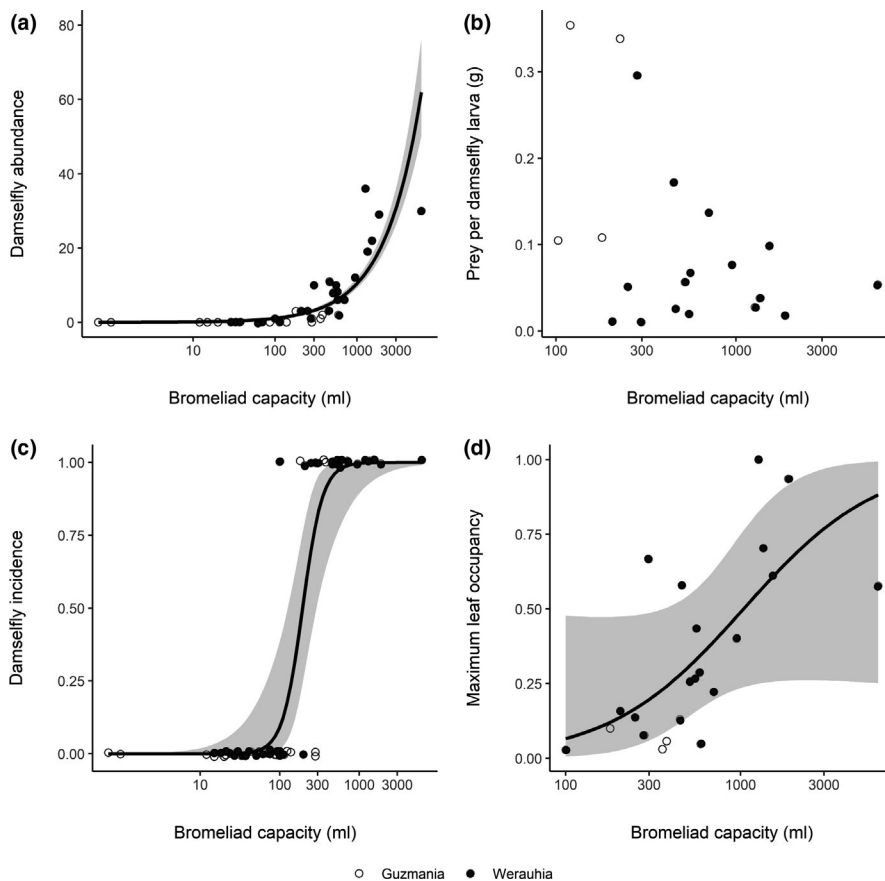 (a)
Damselfly abundance
80
60
40
20
0
10 100 300 1000 3000
Bromeliad capacity (ml)
(b)
Prey per damselfly larva (g)
0.3
0.2
0.1
0.0
100 300 1000 3000
Bromeliad capacity (ml)
(c)
Damselfly incidence
1.00
0.75
0.50
0.25
0.00
10 100 300 1000 3000
Bromeliad capacity (ml)
(d)
Maximum leaf occupancy
1.00
0.75
0.50
0.25
0.00
100 300 1000 3000
Bromeliad capacity (ml)
Guzmania Werauhia